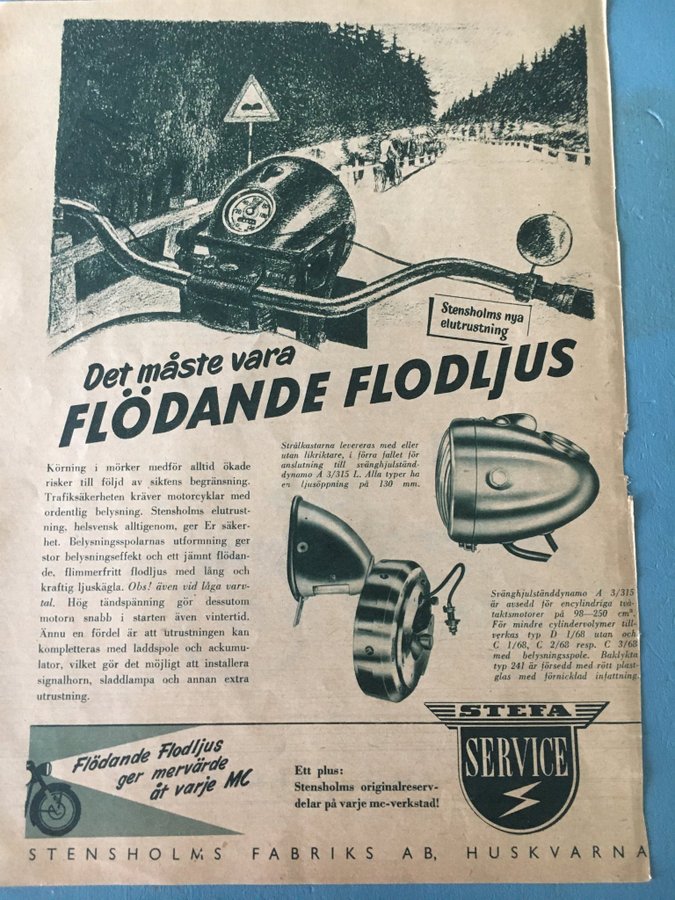 Stensholms nya
elutrustning
Det måste vara
FLÖDANDE FLODLJUS
Strålkastarna levereras med eller
utan likriktare, i förra fallet för
anslutning till svänghjulständ-
dynamo A 3/315 L. Alla typer ha
en ljusöppning på 130 mm.
Körning i mörker medför alltid ökade
risker till följd av siktens begränsning.
Trafiksäkerheten kräver motorcyklar med
ordentlig belysning. Stensholms elutrust-
ning, helsvensk alltigenom, ger Er säker-
het. Belysningsspolarnas utformning ger
stor belysningseffekt och ett jämnt flödan-
de, flimmerfritt flodljus med lång och
kraftig ljuskägla. Obs! även vid låga varv-
tal. Hög tändspänning gör dessutom
motorn snabb i starten även vintertid.
Ännu en fördel är att utrustningen kan
kompletteras med laddspole och ackumu-
lator, vilket gör det möjligt att installera
signalhorn, sladdlampa och annan extra
utrustning.
Svänghjulständdynamo A 3/315
är avsedd för encylindriga två-
taktsmotorer på 98—250 cm³.
För mindre cylindervolymer till-
verkas typ D 1/68 utan och
C 1/68, C 2/68 resp. C 3/68
med belysningsspole. Baklykta
typ 241 är försedd med rött plast-
glas med förnicklad infattning.
Flödande Flodljus
ger mervärde
åt varje MC
Ett plus:
Stensholms originalreserv-
delar på varje mc-verkstad!
STEFA
SERVICE
STENSHOLMS FABRIKS AB, HUSKVARNA